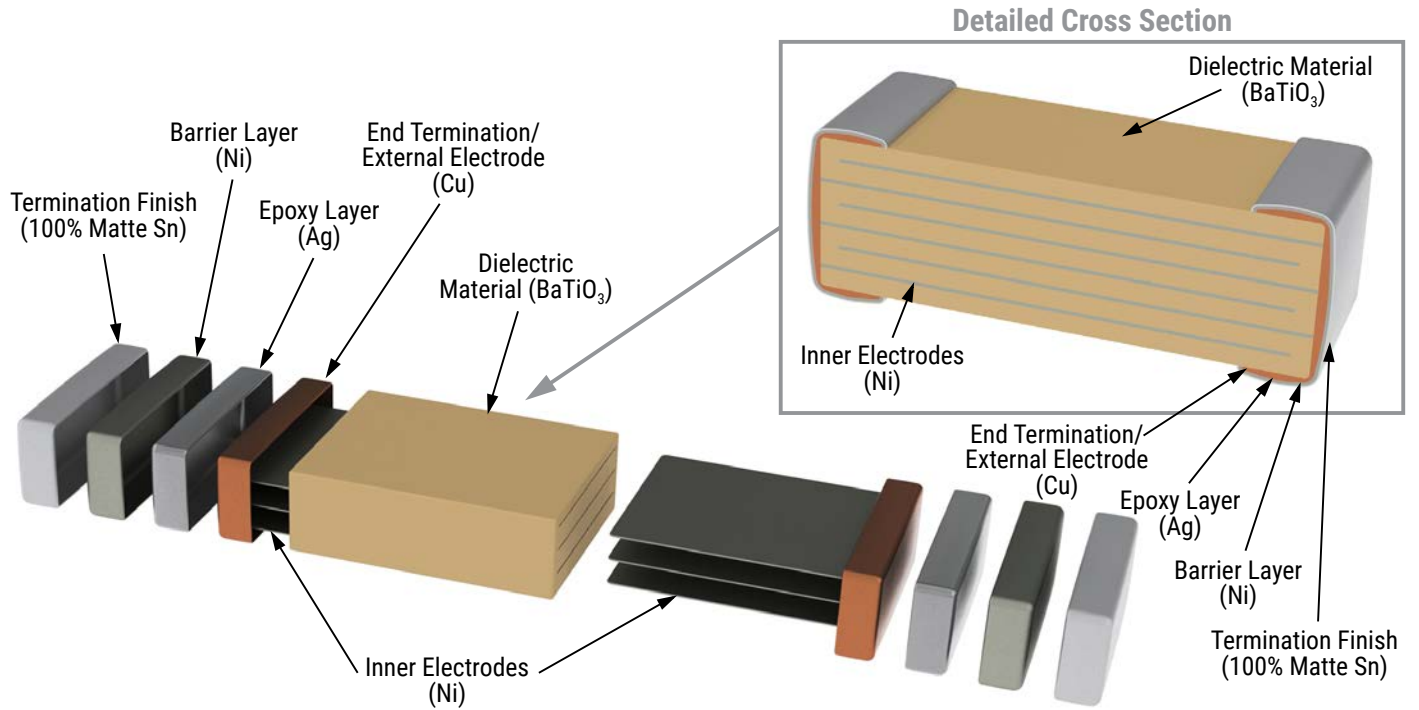 Detailed Cross Section
Dielectric Material
(BaTiO₃)
Inner Electrodes
(Ni)
End Termination/
External Electrode
(Cu)
Epoxy Layer
(Ag)
Barrier Layer
(Ni)
Termination Finish
(100% Matte Sn)
Termination Finish
(100% Matte Sn)
Barrier Layer
(Ni)
Epoxy Layer
(Ag)
End Termination/
External Electrode
(Cu)
Dielectric
Material (BaTiO₃)
Inner Electrodes
(Ni)